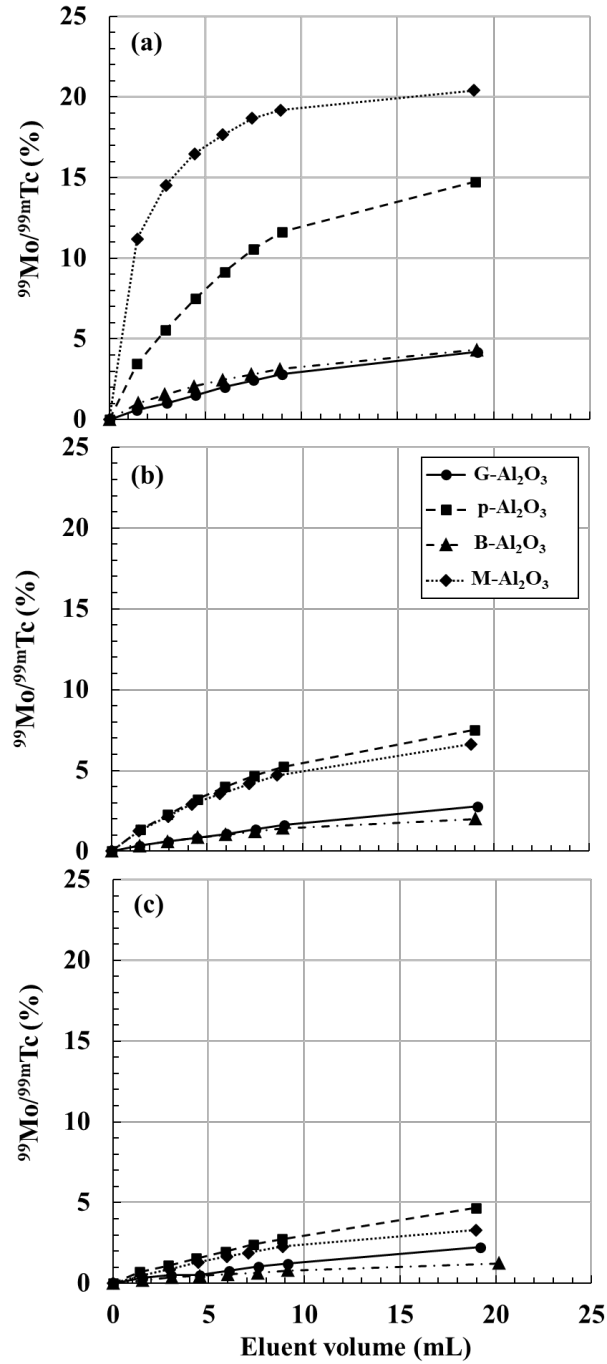 25
(a)
20
15
10
5
0
⁹⁹Mo/⁹⁹ᵐTc (%)
25
(b)
G-Al₂O₃
p-Al₂O₃
B-Al₂O₃
M-Al₂O₃
20
15
10
5
0
⁹⁹Mo/⁹⁹ᵐTc (%)
25
(c)
20
15
10
5
0
⁹⁹Mo/⁹⁹ᵐTc (%)
0 5 10 15 20 25
Eluent volume (mL)